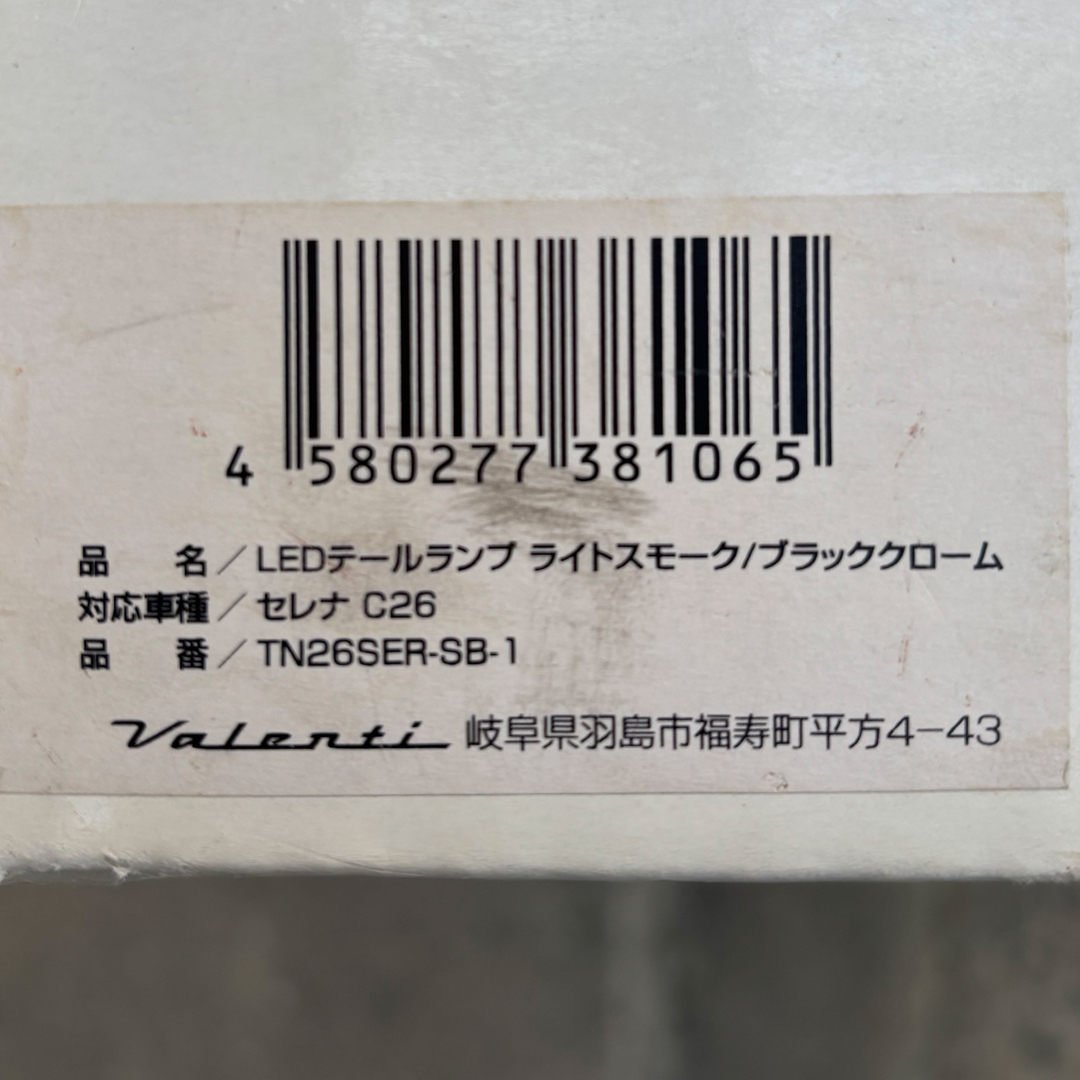 4 580277 381065
品　　名／LEDテールランプ ライトスモーク/ブラッククローム
対応車種／セレナ C26
品　　番／TN26SER-SB-1
Valenti 岐阜県羽島市福寿町平方4-43